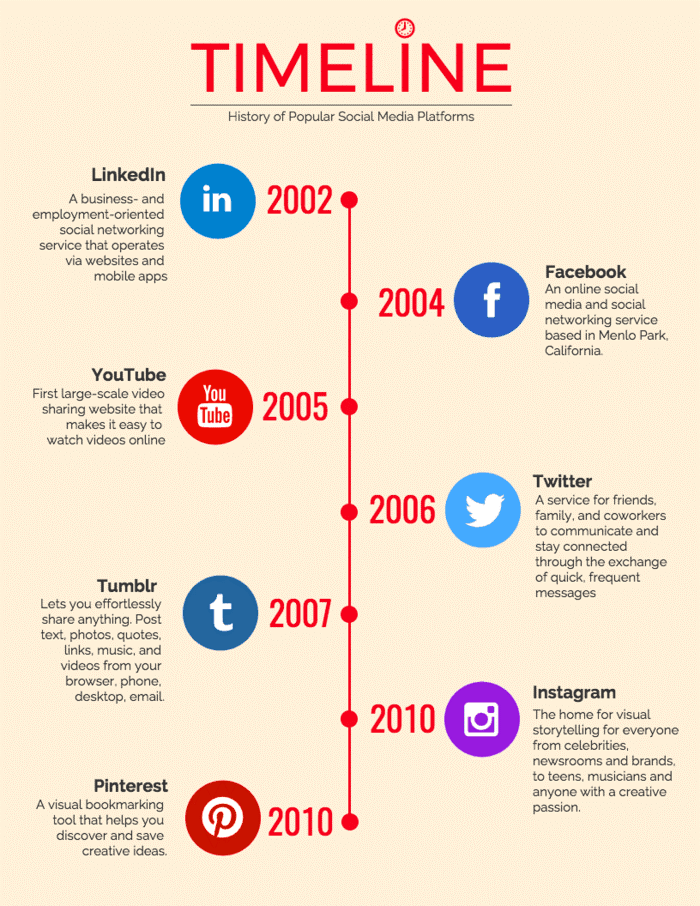 TIMELINE
History of Popular Social Media Platforms
LinkedIn
A business- and
employment-oriented
social networking
service that operates
via websites and
mobile apps
in
2002
2004
f
Facebook
An online social
media and social
networking service
based in Menlo Park,
California.
YouTube
First large-scale video
sharing website that
makes it easy to
watch videos online
You
Tube
2005
2006
Twitter
A service for friends,
family, and coworkers
to communicate and
stay connected
through the exchange
of quick, frequent
messages
Tumblr
Lets you effortlessly
share anything. Post
text, photos, quotes,
links, music, and
videos from your
browser, phone,
desktop, email.
t
2007
2010
Instagram
The home for visual
storytelling for everyone
from celebrities,
newsrooms and brands,
to teens, musicians and
anyone with a creative
passion.
Pinterest
A visual bookmarking
tool that helps you
discover and save
creative ideas.
p
2010